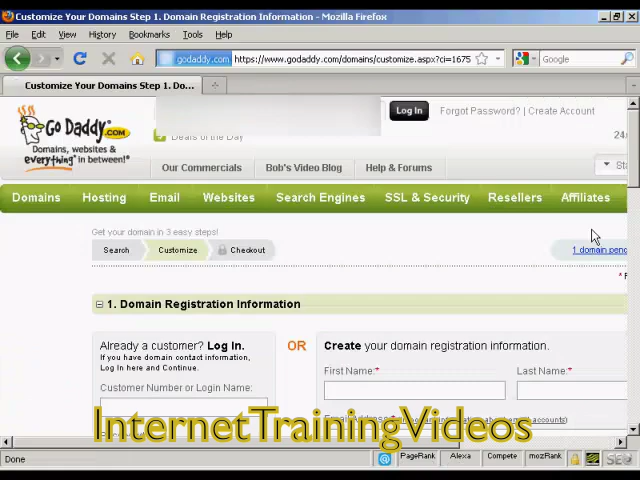 Customize Your Domains Step 1. Domain Registration Information - Mozilla Firefox
File Edit View History Bookmarks Tools Help
godaddy.com https://www.godaddy.com/domains/customize.aspx?ci=1675
Google
Customize Your Domains Step 1. Do...
Go Daddy.COM
Domains, websites &
everything in between!
Log In Forgot Password? | Create Account
24/
Deals of the Day
Our Commercials Bob's Video Blog Help & Forums
Domains Hosting Email Websites Search Engines SSL & Security Resellers Affiliates
Get your domain in 3 easy steps!
Search Customize Checkout
1 domain pend
1. Domain Registration Information
Already a customer? Log In.
If you have domain contact information,
Log In here and Continue.
Customer Number or Login Name:
OR
Create your domain registration information.
First Name:* Last Name:*
InternetTrainingVideos
Done
PageRank Alexa Compete mozRank